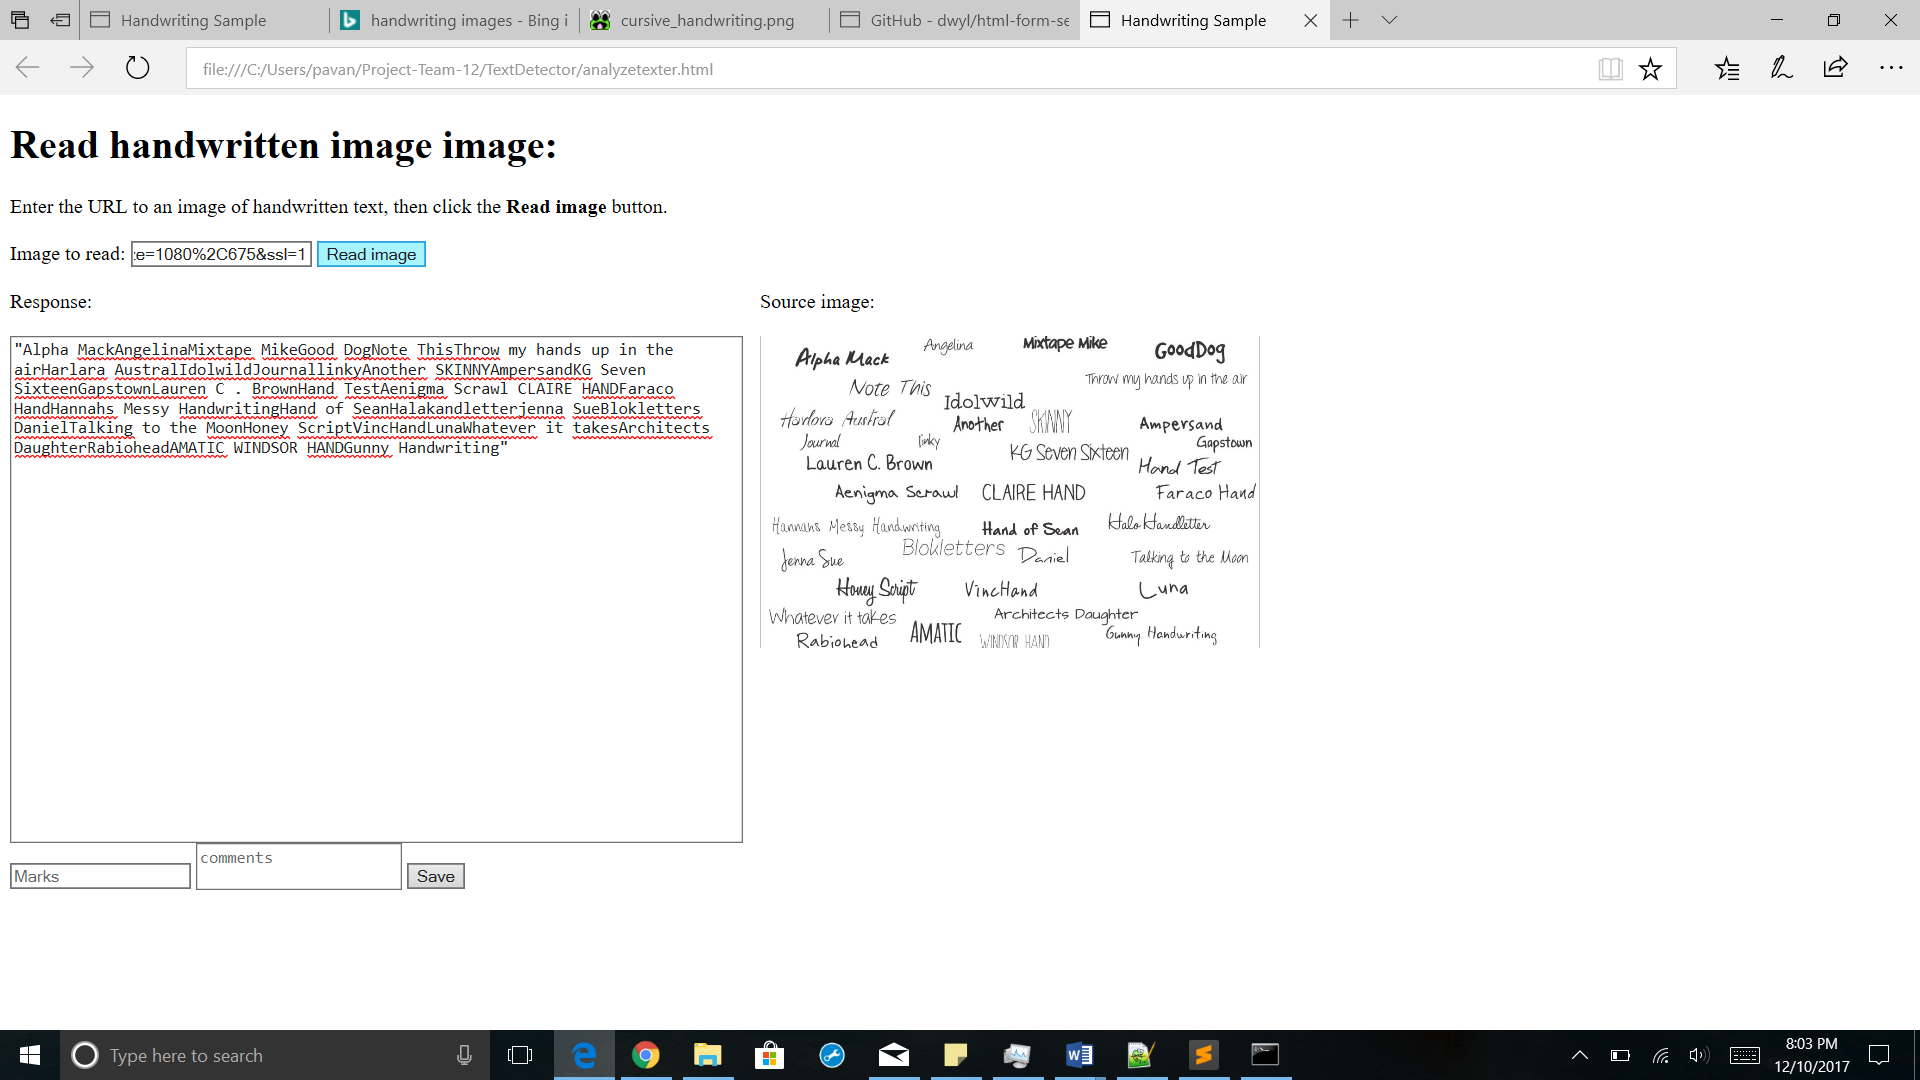 Handwriting Sample
handwriting images - Bing i
cursive_handwriting.png
GitHub - dwyl/html-form-se
Handwriting Sample
file:///C:/Users/pavan/Project-Team-12/TextDetector/analyzetexter.html
Read handwritten image image:
Enter the URL to an image of handwritten text, then click the Read image button.
Image to read: :e=1080%2C675&ssl=1 Read image
Response:
Source image:
"Alpha MackAngelinaMixtape MikeGood DogNote ThisThrow my hands up in the
airHarlara AustralIdolwildJournallinkyAnother SKINNYAmpersandKG Seven
SixteenGapstownLauren C . BrownHand TestAenigma Scrawl CLAIRE HANDFaraco
HandHannahs Messy HandwritingHand of SeanHalakandletterjenna SueBlokletters
DanielTalking to the MoonHoney ScriptVincHandLunaWhatever it takesArchitects
DaughterRabioheadAMATIC WINDSOR HANDGunny Handwriting"
Angelina Mixtape Mike
Alpha Mack GoodDog
Note This Throw my hands up in the air
Idolwild
Harlora Austral Another SKINNY Ampersand
Journal linky Gapstown
Lauren C. Brown KG Seven Sixteen Hand Test
Aenigma Scrawl CLAIRE HAND Faraco Hand
Hannahs Messy Handwriting Hand of Sean Halo Handletter
Blokletters
Jenna Sue Daniel Talking to the Moon
Honey Script VincHand Luna
Whatever it takes Architects Daughter
Rabiohead AMATIC WINDSOR HAND Gunny Handwriting
comments
Marks Save
Type here to search
8:03 PM
12/10/2017